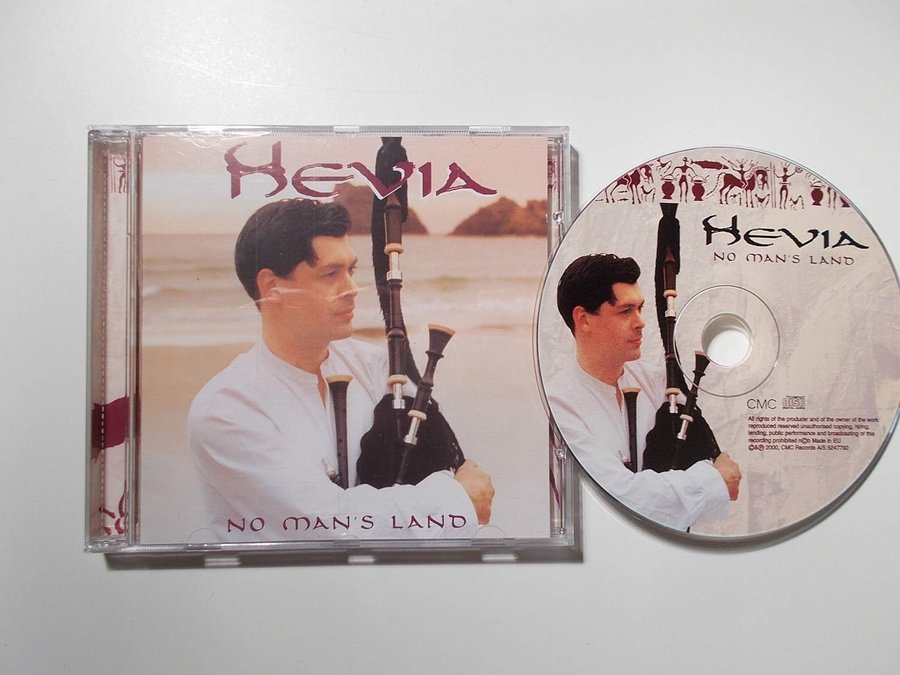 HEVIA
NO MAN'S LAND
HEVIA
NO MAN'S LAND
CMC
All rights of the producer and of the owner of the work
reproduced reserved unauthorised copying, hiring,
lending, public performance and broadcasting of this
recording prohibited n©b Made in EU.
©&℗ 2000, CMC Records A/S 5247792